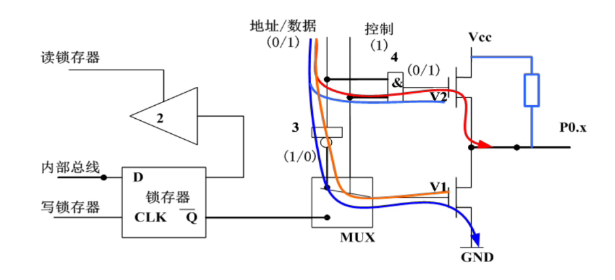 地址/数据
(0/1)
控制
(1)
Vcc
读锁存器
4
(0/1)
&
V2
2
3
P0.x
(1/0)
内部总线
D
锁存器
V1
写锁存器
CLK
Q̅
MUX
GND